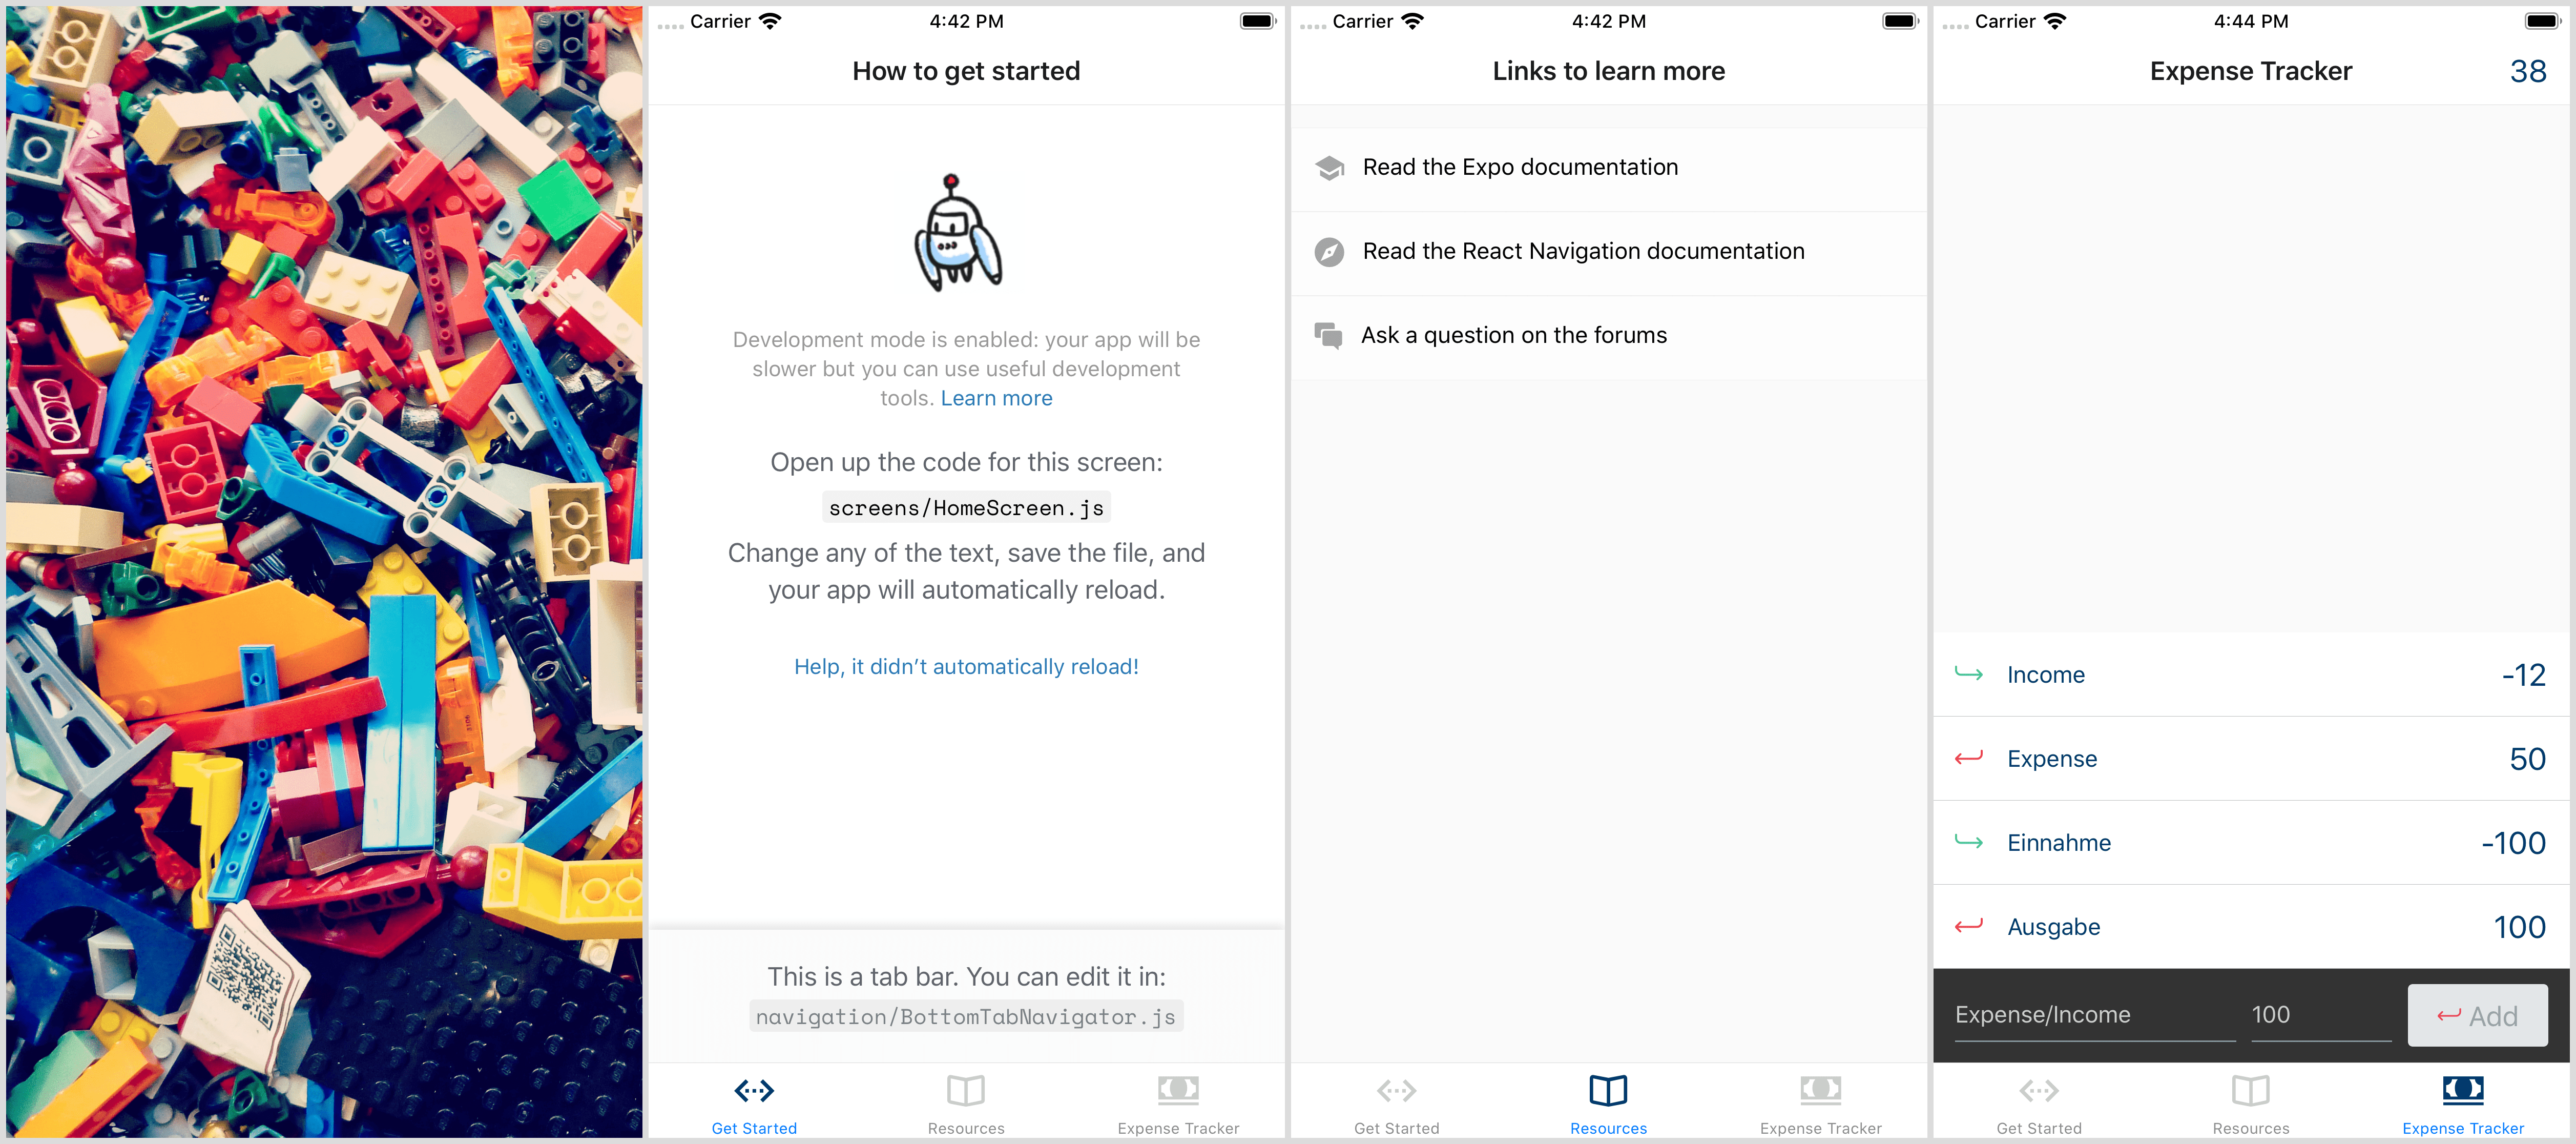 Carrier 4:42 PM
How to get started
Development mode is enabled: your app will be
slower but you can use useful development
tools. Learn more
Open up the code for this screen:
screens/HomeScreen.js
Change any of the text, save the file, and
your app will automatically reload.
Help, it didn’t automatically reload!
This is a tab bar. You can edit it in:
navigation/BottomTabNavigator.js
Get Started Resources Expense Tracker
Carrier 4:42 PM
Links to learn more
Read the Expo documentation
Read the React Navigation documentation
Ask a question on the forums
Get Started Resources Expense Tracker
Carrier 4:44 PM
Expense Tracker 38
Income -12
Expense 50
Einnahme -100
Ausgabe 100
Expense/Income 100 Add
Get Started Resources Expense Tracker